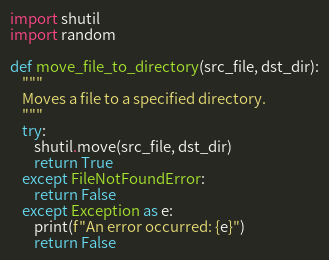 import shutil
import random

def move_file_to_directory(src_file, dst_dir):
    """
    Moves a file to a specified directory.
    """
    try:
        shutil.move(src_file, dst_dir)
        return True
    except FileNotFoundError:
        return False
    except Exception as e:
        print(f"An error occurred: {e}")
        return False